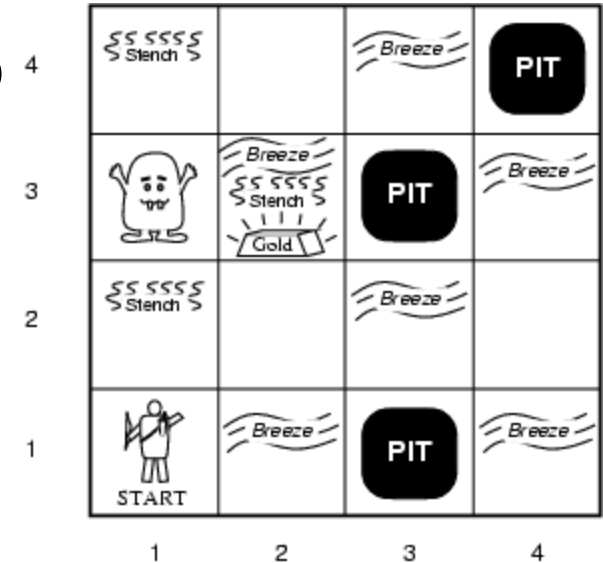 )
4
Stench
Breeze
PIT
3
Breeze
Stench
Gold
PIT
Breeze
2
Stench
Breeze
1
START
Breeze
PIT
Breeze
1 2 3 4